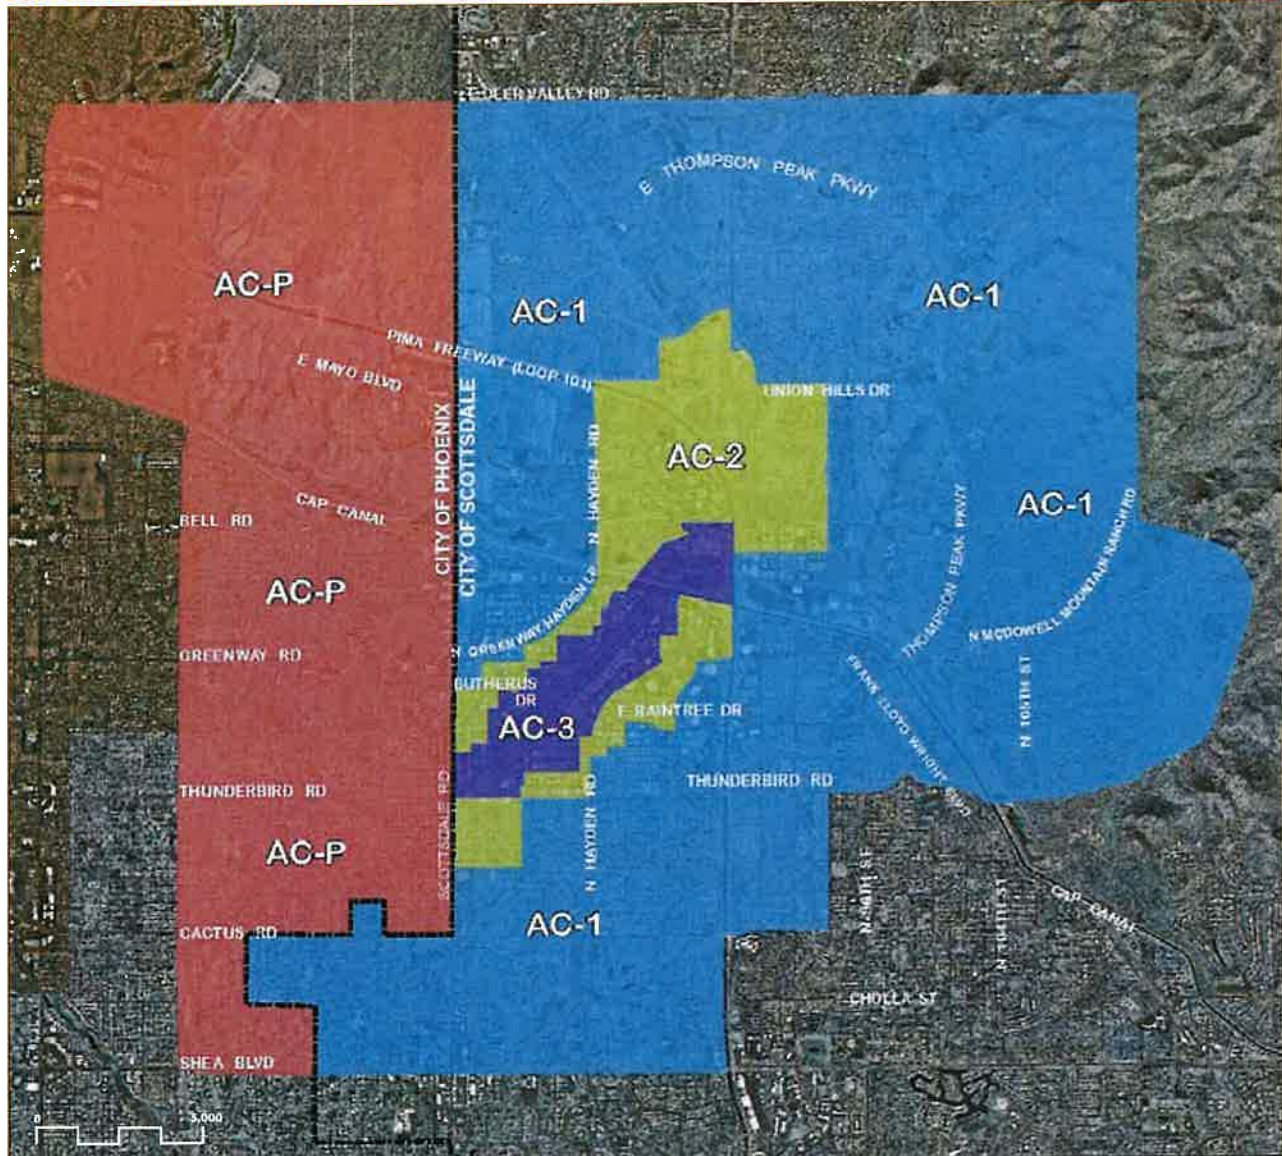 E DEER VALLEY RD
E THOMPSON PEAK PKWY
AC-P
AC-1
AC-1
PIMA FREEWAY (LOOP 101)
E MAYO BLVD
UNION HILLS DR
CITY OF PHOENIX
CITY OF SCOTTSDALE
N HAYDEN RD
AC-2
CAP CANAL
BELL RD
AC-1
THOMPSON PEAK PKWY
N MCDOWELL MOUNTAIN RANCH RD
AC-P
N GREENWAY HAYDEN LP
GREENWAY RD
FRANK LLOYD WRIGHT BLVD
N 105TH ST
BUTHERUS
DR
AC-3
E RAINTREE DR
THUNDERBIRD RD
SCOTTSDALE RD
N HAYDEN RD
THUNDERBIRD RD
AC-P
AC-1
CACTUS RD
N 96TH ST
N 104TH ST
CAP CANAL
CHOLLA ST
SHEA BLVD
0
5,000